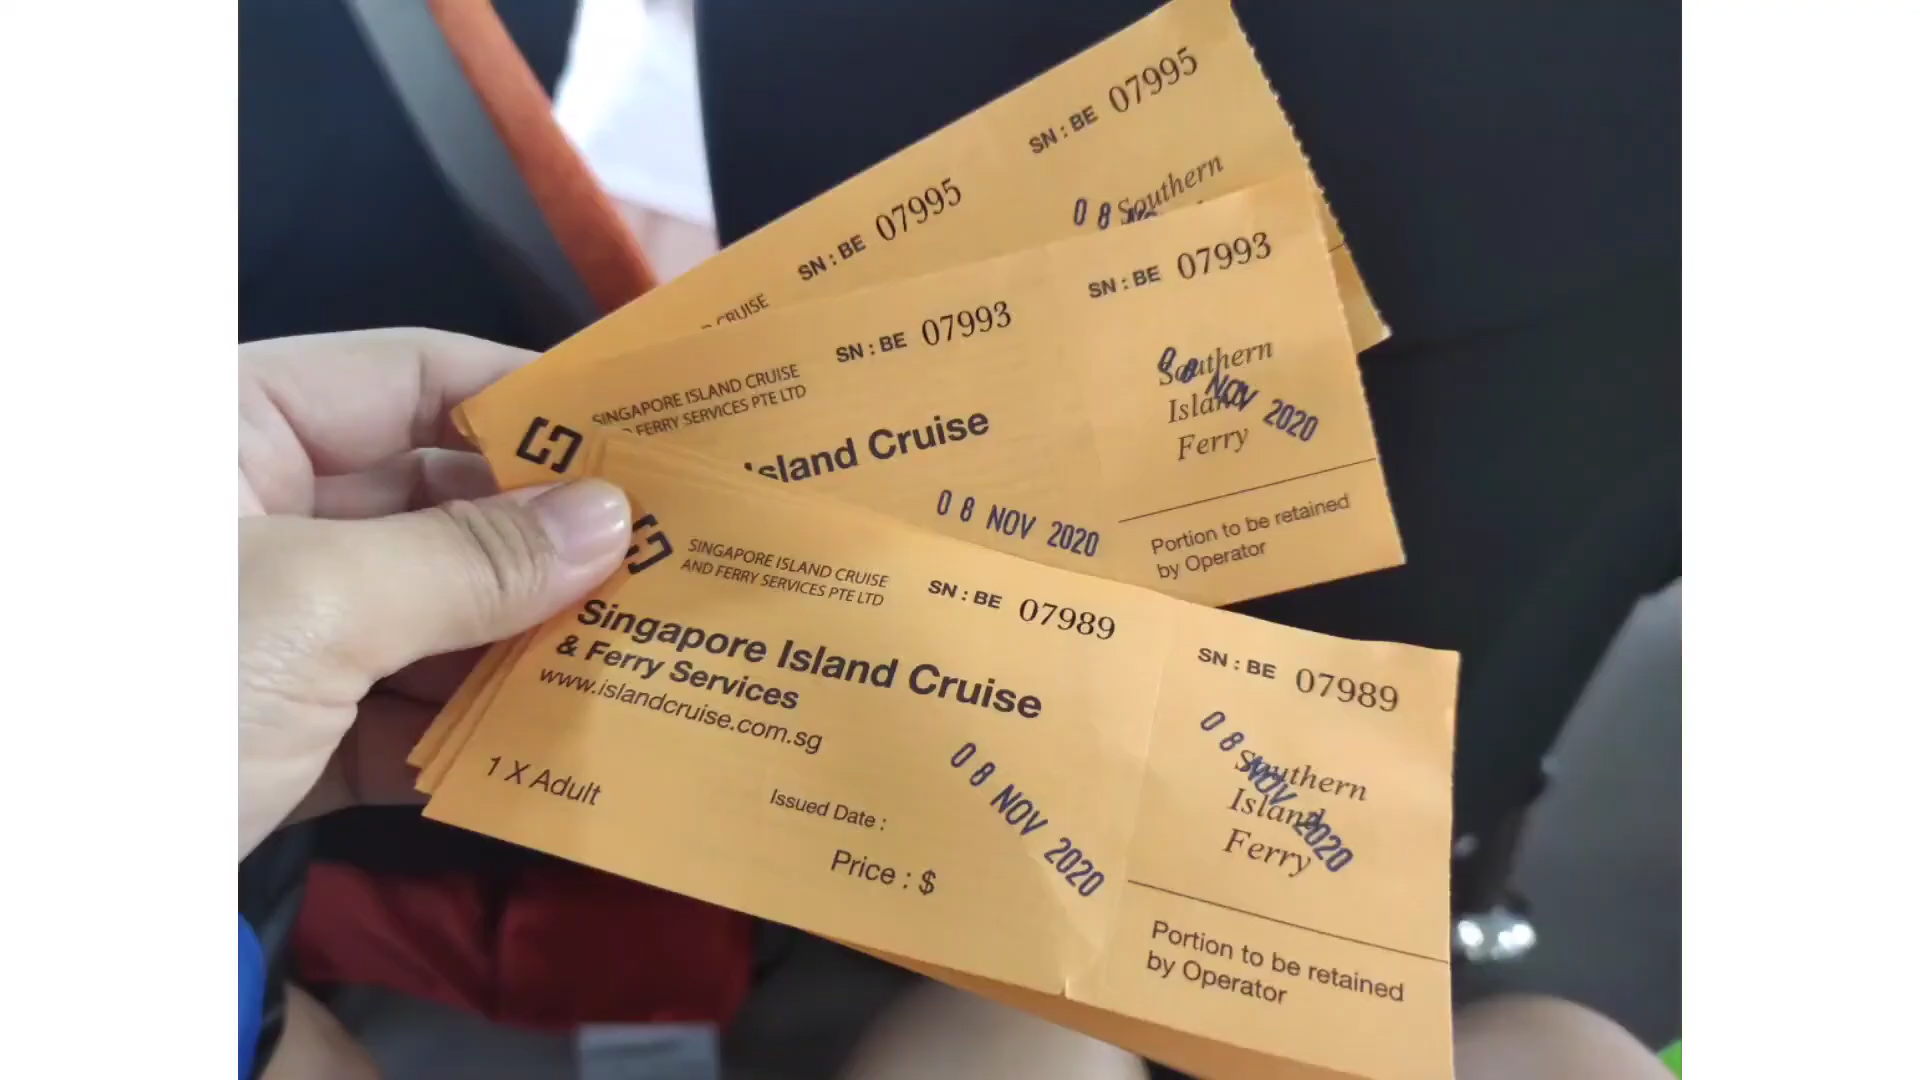 SN : BE 07995
SN : BE 07995
CRUISE
08
Southern
SN : BE 07993
SN : BE 07993
SINGAPORE ISLAND CRUISE
FERRY SERVICES PTE LTD
Island Cruise
08 NOV 2020
Southern
Island
Ferry
08 NOV 2020
Portion to be retained
by Operator
SINGAPORE ISLAND CRUISE
AND FERRY SERVICES PTE LTD
SN : BE 07989
Singapore Island Cruise
& Ferry Services
www.islandcruise.com.sg
1 X Adult
Issued Date :
Price : $
08 NOV 2020
SN : BE 07989
Southern
Island
Ferry
08 NOV 2020
Portion to be retained
by Operator